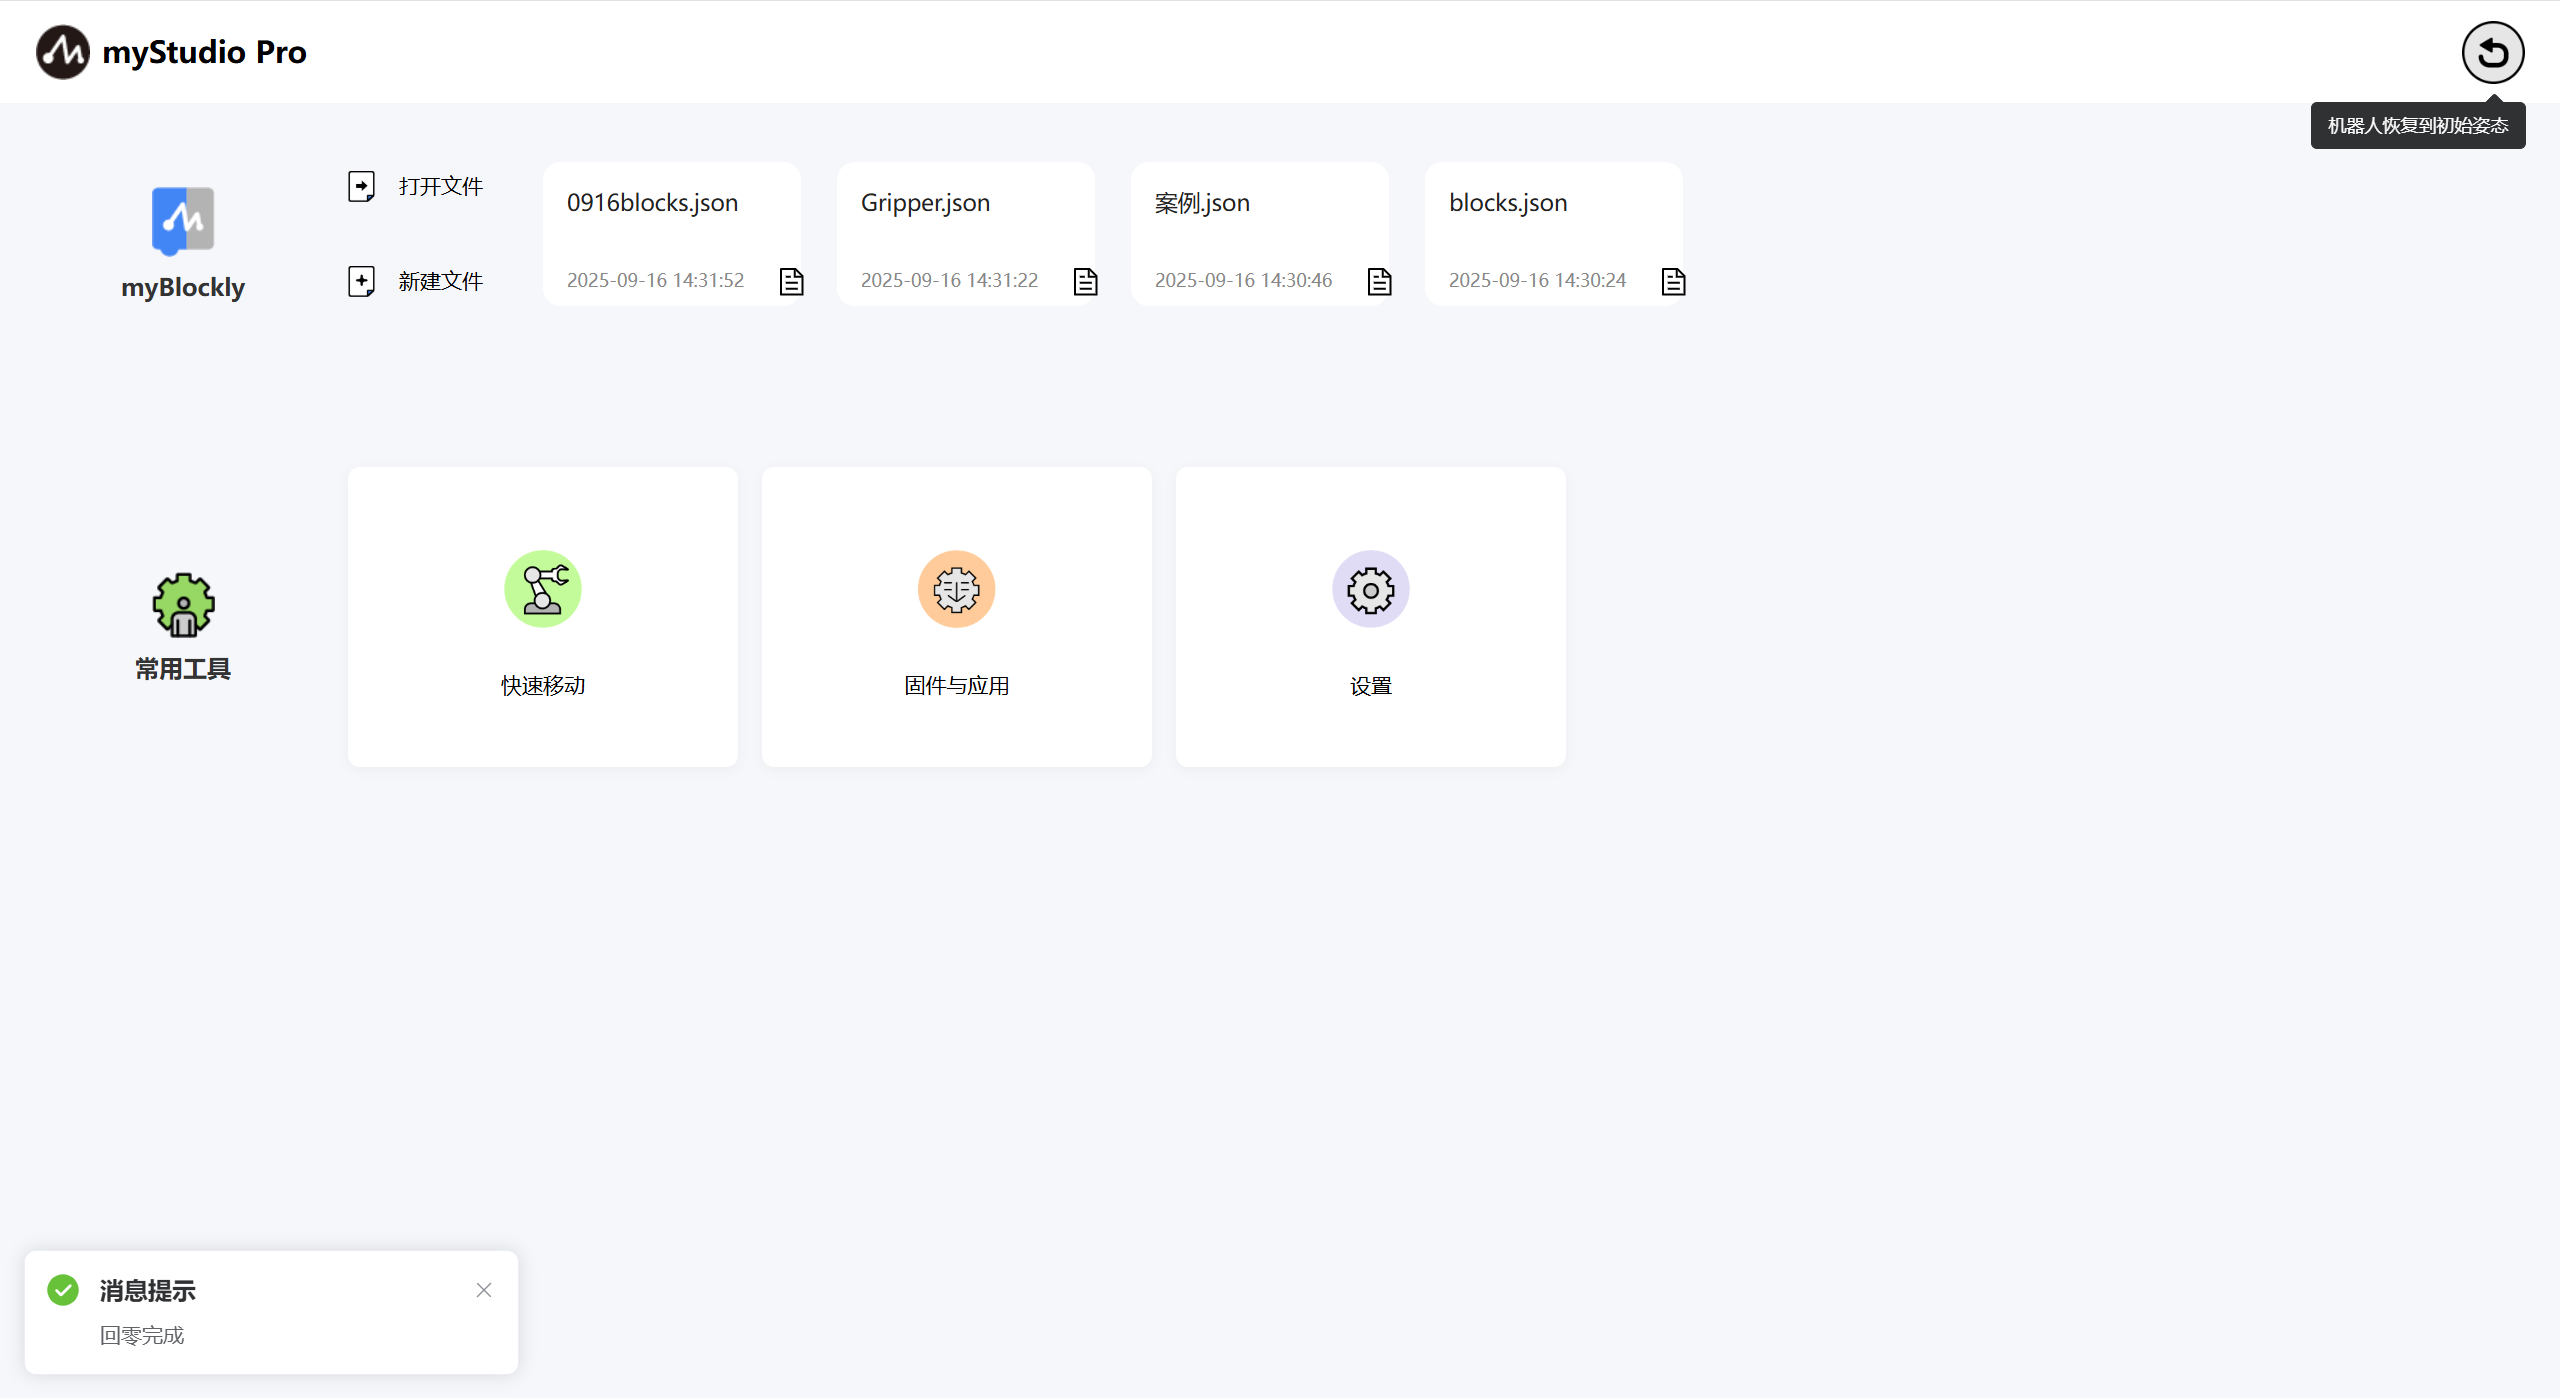 myStudio Pro
机器人恢复到初始姿态
myBlockly
打开文件
新建文件
0916blocks.json
2025-09-16 14:31:52
Gripper.json
2025-09-16 14:31:22
案例.json
2025-09-16 14:30:46
blocks.json
2025-09-16 14:30:24
常用工具
快速移动
固件与应用
设置
消息提示
回零完成